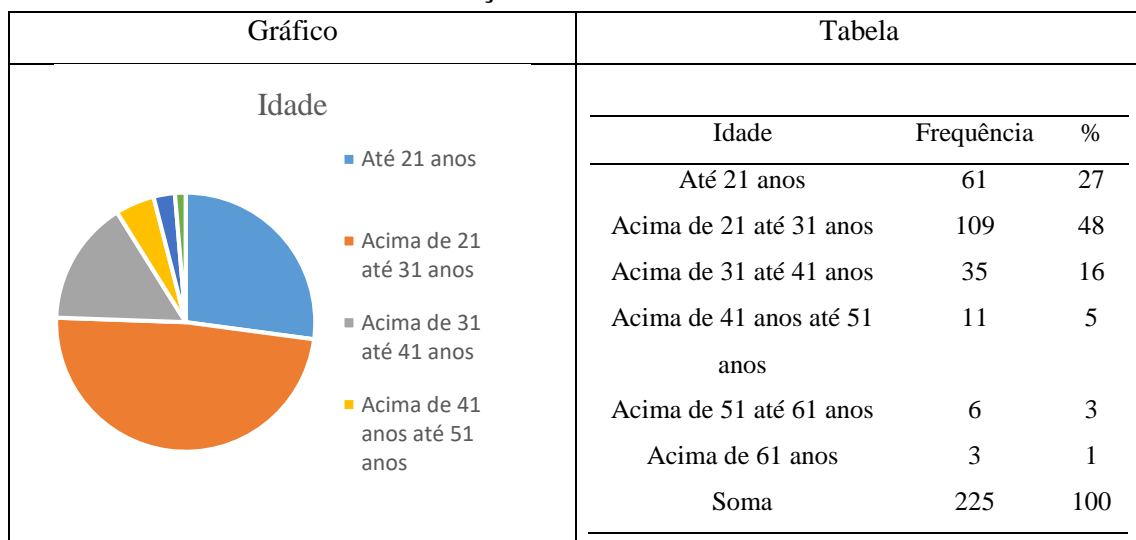 Gráfico Tabela
Idade
Até 21 anos
Acima de 21
até 31 anos
Acima de 31
até 41 anos
Acima de 41
anos até 51
anos
Idade Frequência %
Até 21 anos 61 27
Acima de 21 até 31 anos 109 48
Acima de 31 até 41 anos 35 16
Acima de 41 anos até 51 11 5
anos
Acima de 51 até 61 anos 6 3
Acima de 61 anos 3 1
Soma 225 100